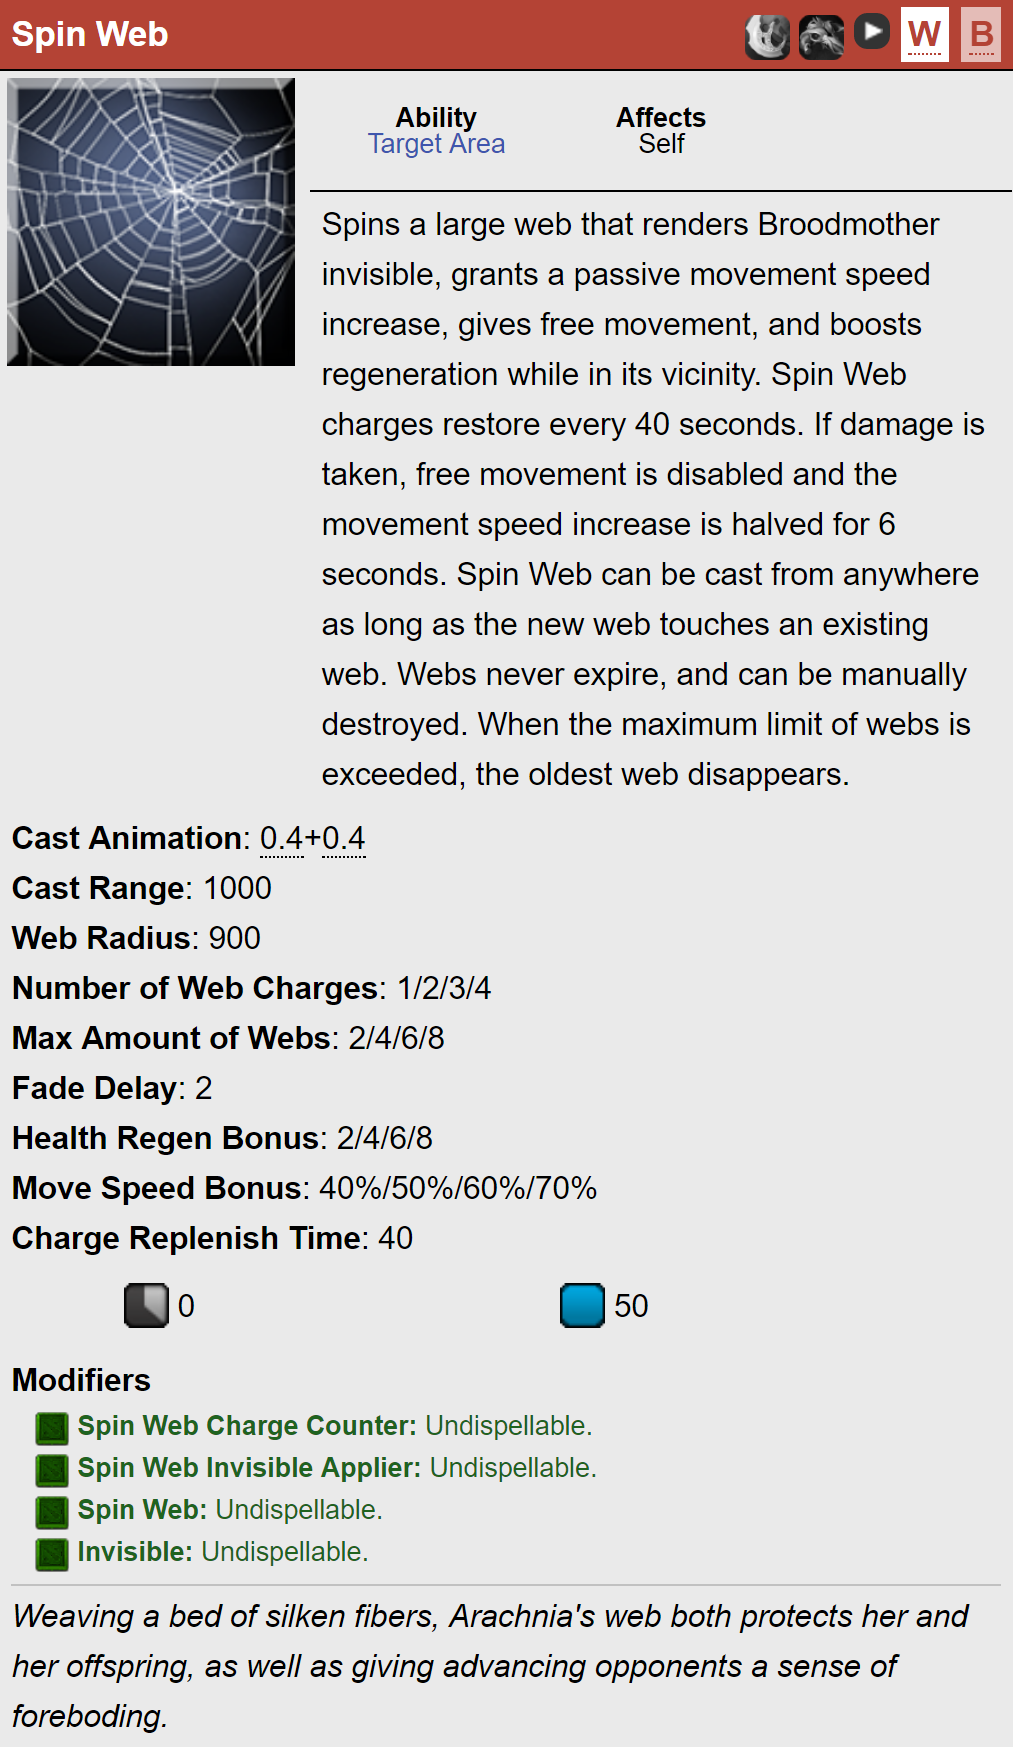 Spin Web
W
B
Ability
Affects
Target Area
Self
Spins a large web that renders Broodmother
invisible, grants a passive movement speed
increase, gives free movement, and boosts
regeneration while in its vicinity. Spin Web
charges restore every 40 seconds. If damage is
taken, free movement is disabled and the
movement speed increase is halved for 6
seconds. Spin Web can be cast from anywhere
as long as the new web touches an existing
web. Webs never expire, and can be manually
destroyed. When the maximum limit of webs is
exceeded, the oldest web disappears.
Cast Animation: 0.4+0.4
Cast Range: 1000
Web Radius: 900
Number of Web Charges: 1/2/3/4
Max Amount of Webs: 2/4/6/8
Fade Delay: 2
Health Regen Bonus: 2/4/6/8
Move Speed Bonus: 40%/50%/60%/70%
Charge Replenish Time: 40
0
50
Modifiers
Spin Web Charge Counter: Undispellable.
Spin Web Invisible Applier: Undispellable.
Spin Web: Undispellable.
Invisible: Undispellable.
Weaving a bed of silken fibers, Arachnia's web both protects her and
her offspring, as well as giving advancing opponents a sense of
foreboding.